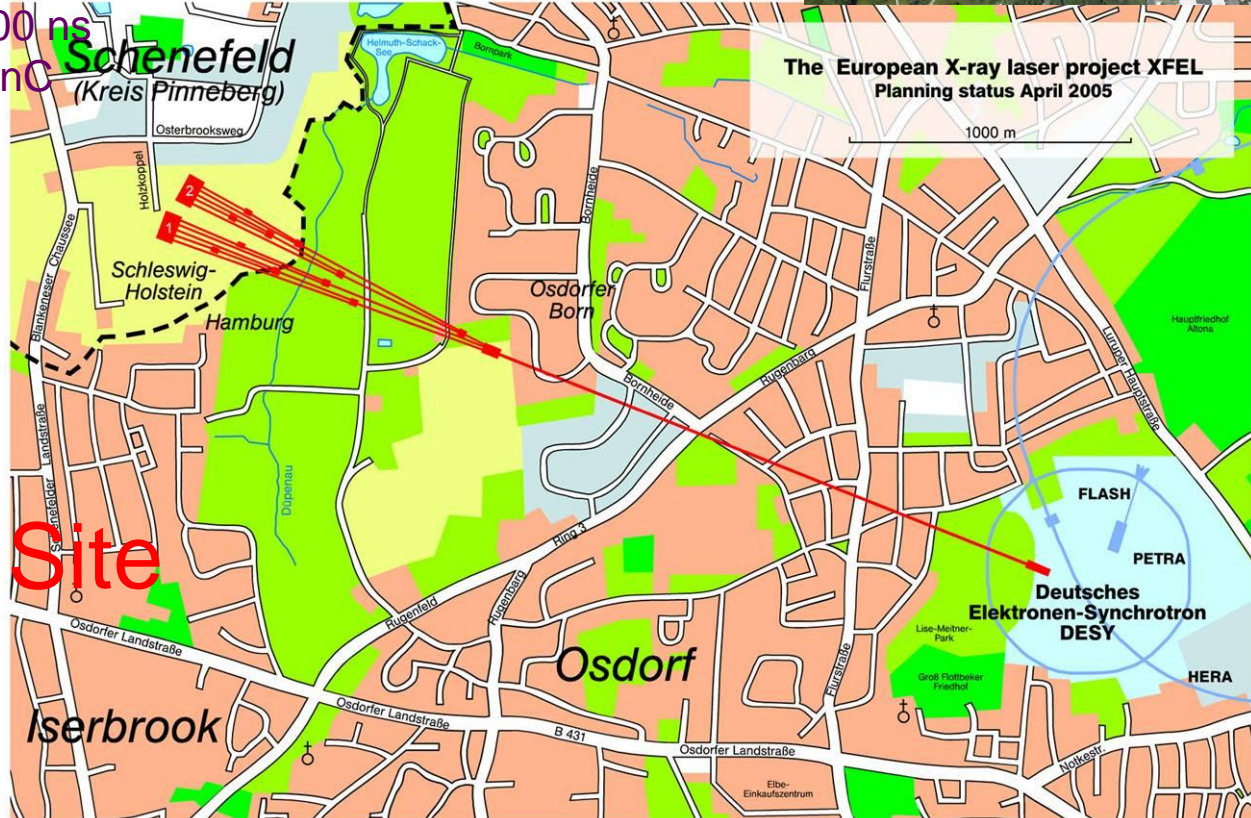 00 ns
nC
Schenefeld
(Kreis Pinneberg)
Osterbrooksweg
Holzkoppel
Blankeneser Chaussee
2
1
Schleswig-
Holstein
Hamburg
Helmuth-Schack-
See
Bornpark
The European X-ray laser project XFEL
Planning status April 2005
1000 m
Bornheide
Osdorfer
Born
Flurstraße
Rugenbarg
Bornheide
Luruper Hauptstraße
Hauptfriedhof
Altona
Schenefelder Landstraße
Düpenau
Site
Ring 3
Rugenfeld
Rugenbarg
FLASH
PETRA
Deutsches
Elektronen-Synchrotron
DESY
HERA
Lise-Meitner-
Park
Groß Flottbeker
Friedhof
Osdorfer Landstraße
Osdorf
Flurstraße
Iserbrook
Osdorfer Landstraße
B 431
Osdorfer Landstraße
Notkestr.
Elbe-
Einkaufszentrum